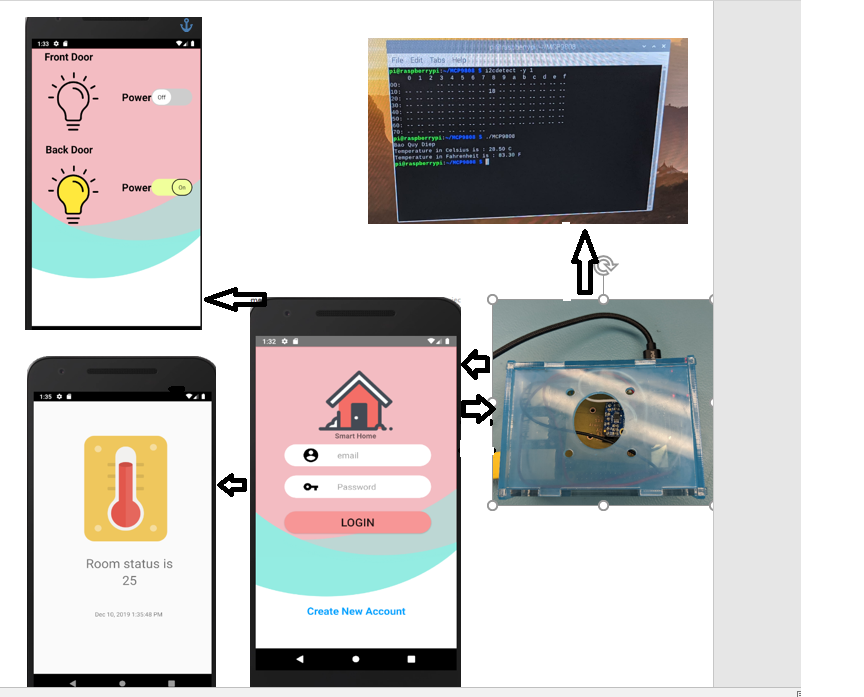 1:33
Front Door
Power Off
Back Door
Power On
pi@raspberrypi: ~/MCP9808
File Edit Tabs Help
pi@raspberrypi:~/MCP9808 $ i2cdetect -y 1
0 1 2 3 4 5 6 7 8 9 a b c d e f
00: -- -- -- -- -- -- -- -- -- -- -- -- --
10: -- -- -- -- -- -- -- -- 18 -- -- -- -- -- -- --
20: -- -- -- -- -- -- -- -- -- -- -- -- -- -- -- --
30: -- -- -- -- -- -- -- -- -- -- -- -- -- -- -- --
40: -- -- -- -- -- -- -- -- -- -- -- -- -- -- -- --
50: -- -- -- -- -- -- -- -- -- -- -- -- -- -- -- --
60: -- -- -- -- -- -- -- -- -- -- -- -- -- -- -- --
70: -- -- -- -- -- -- -- --
pi@raspberrypi:~/MCP9808 $ ./MCP9808
Bao Quy Diep
Temperature in Celsius is : 28.50 C
Temperature in Fahrenheit is : 83.30 F
pi@raspberrypi:~/MCP9808 $
1:32
Smart Home
email
Password
LOGIN
Create New Account
1:35
Room status is
25
Dec 10, 2019 1:35:48 PM